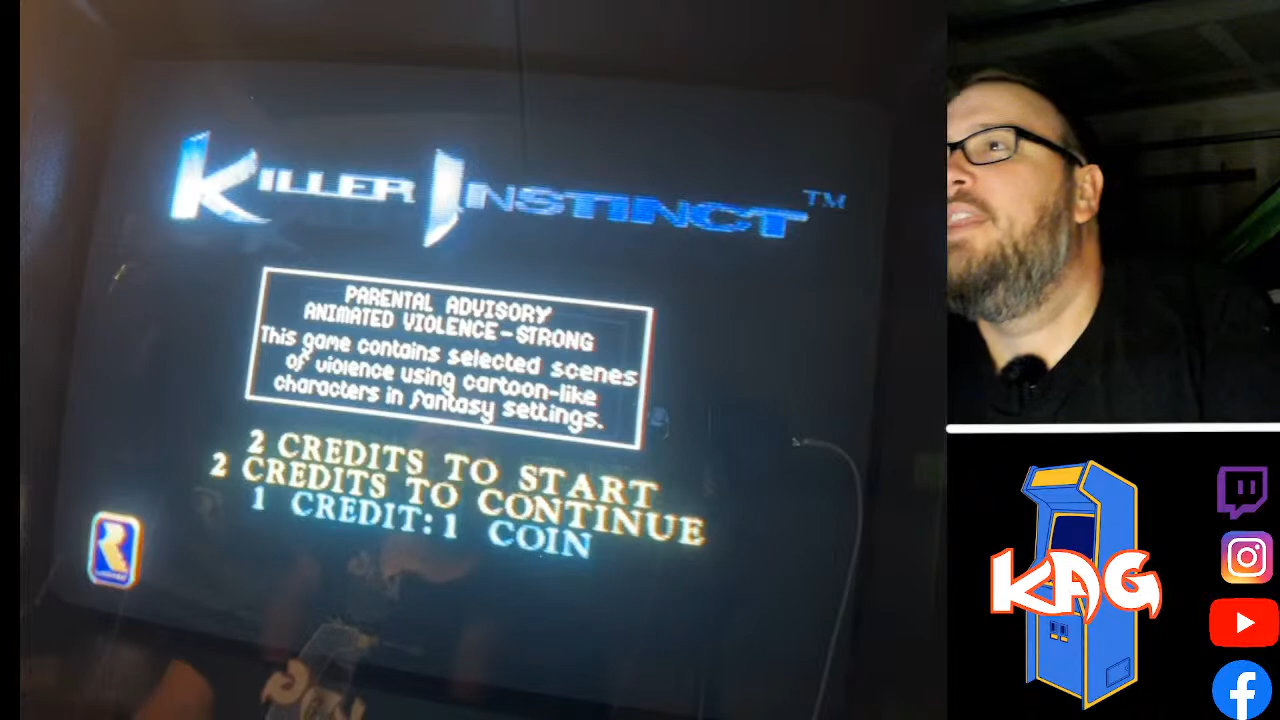 KILLER INSTINCT™
PARENTAL ADVISORY
ANIMATED VIOLENCE-STRONG
This game contains selected scenes
of violence using cartoon-like
characters in fantasy settings.
2 CREDITS TO START
2 CREDITS TO CONTINUE
1 CREDIT: 1 COIN
R
KAG